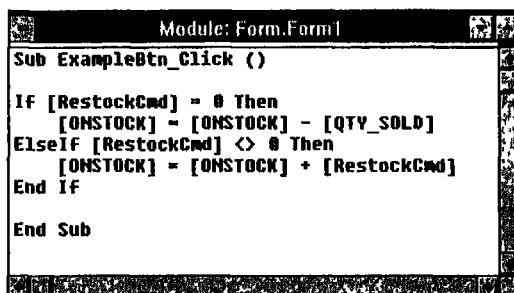 Module: Form.Form1
Sub ExampleBtn_Click ()
If [RestockCmd] = 0 Then
[ONSTOCK] = [ONSTOCK] - [QTY_SOLD]
ElseIf [RestockCmd] <> 0 Then
[ONSTOCK] = [ONSTOCK] + [RestockCmd]
End If
End Sub